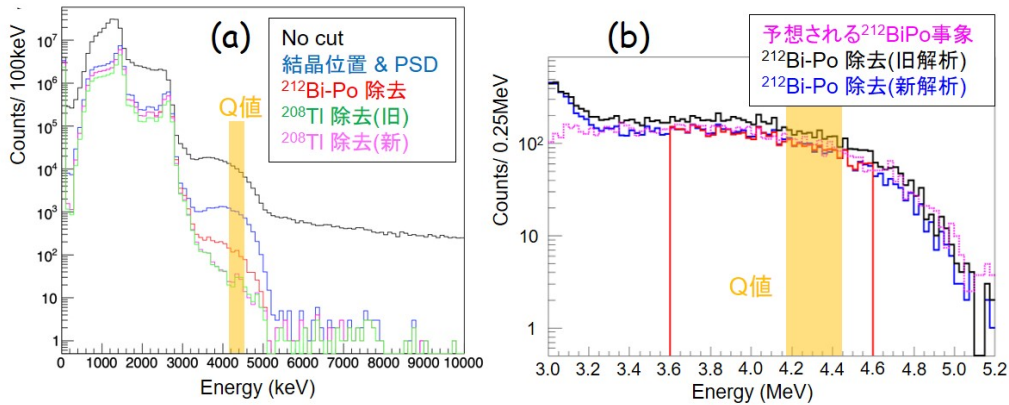 (a)
No cut
結晶位置 & PSD
²¹²Bi-Po 除去
²⁰⁸Tl 除去(旧)
²⁰⁸Tl 除去(新)
Q値
Counts/ 100keV
10⁷
10⁶
10⁵
10⁴
10³
10²
10
1
0 1000 2000 3000 4000 5000 6000 7000 8000 9000 10000
Energy (keV)
(b)
予想される²¹²BiPo事象
²¹²Bi-Po 除去(旧解析)
²¹²Bi-Po 除去(新解析)
Q値
Counts/ 0.25MeV
10²
10
1
3.0 3.2 3.4 3.6 3.8 4.0 4.2 4.4 4.6 4.8 5.0 5.2
Energy (MeV)